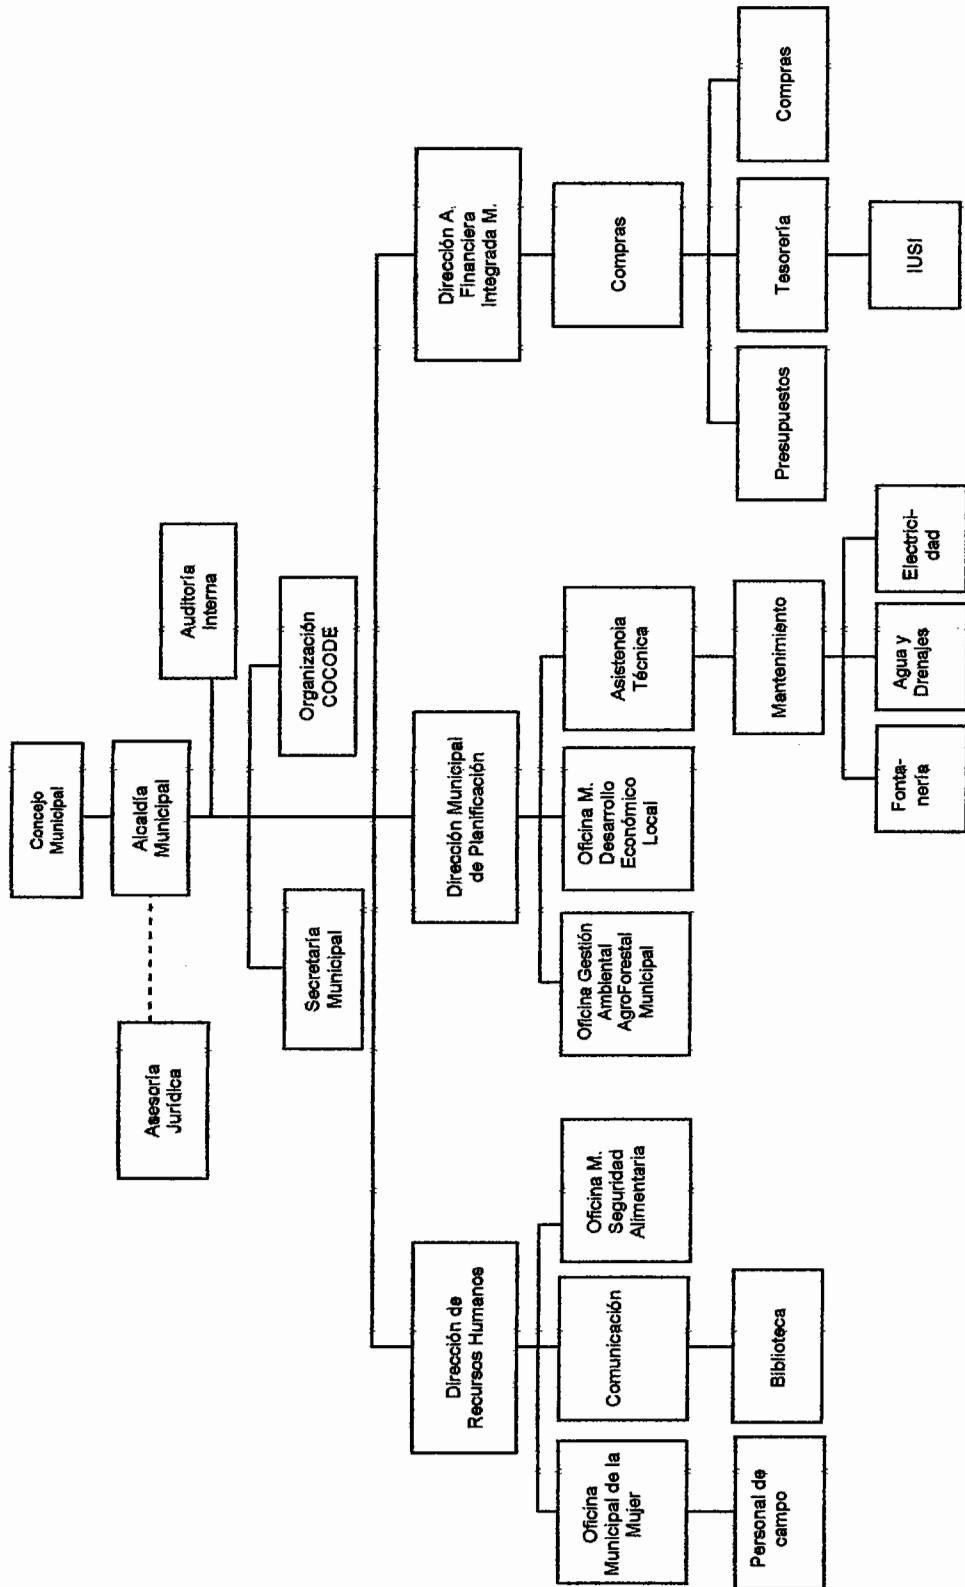 Concejo
Municipal
Alcaldía
Municipal
Asesoría
Jurídica
Auditoría
Interna
Secretaría
Municipal
Organización
COCODE
Dirección de
Recursos Humanos
Dirección Municipal
de Planificación
Dirección A.
Financiera
Integrada M.
Oficina
Municipal de la
Mujer
Comunicación
Oficina M.
Seguridad
Alimentaria
Oficina Gestión
Ambiental
AgroForestal
Municipal
Oficina M.
Desarrollo
Económico
Local
Asistencia
Técnica
Compras
Personal de
campo
Biblioteca
Mantenimiento
Presupuestos
Tesorería
Compras
Fonta-
nería
Agua y
Drenajes
Electrici-
dad
IUSI